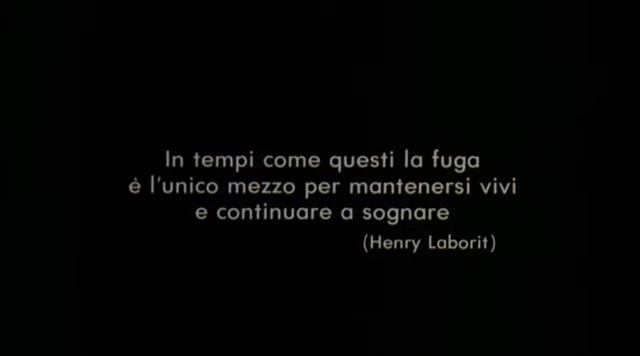 In tempi come questi la fuga
è l'unico mezzo per mantenersi vivi
e continuare a sognare
(Henry Laborit)